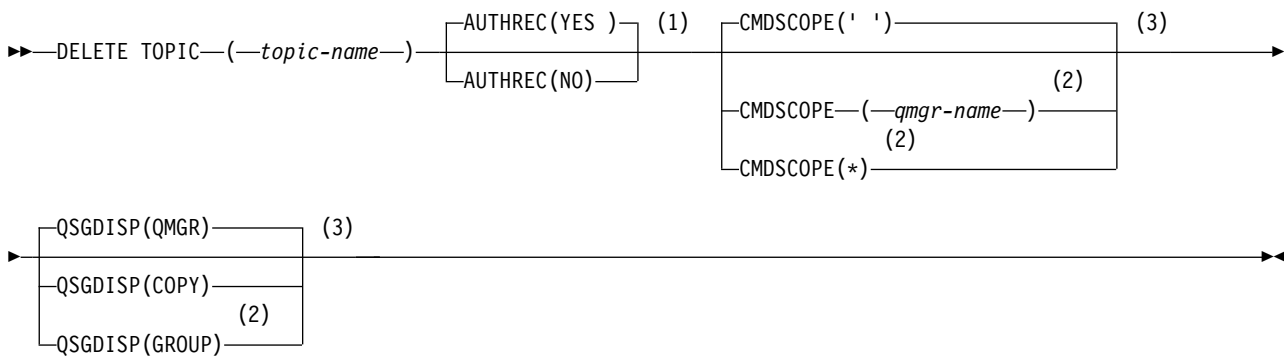 AUTHREC(YES ) (1) CMDSCOPE(' ') (3)
DELETE TOPIC ( topic-name )
AUTHREC(NO) (2)
CMDSCOPE ( qmgr-name )
(2)
CMDSCOPE(*)
QSGDISP(QMGR) (3)
QSGDISP(COPY)
(2)
QSGDISP(GROUP)